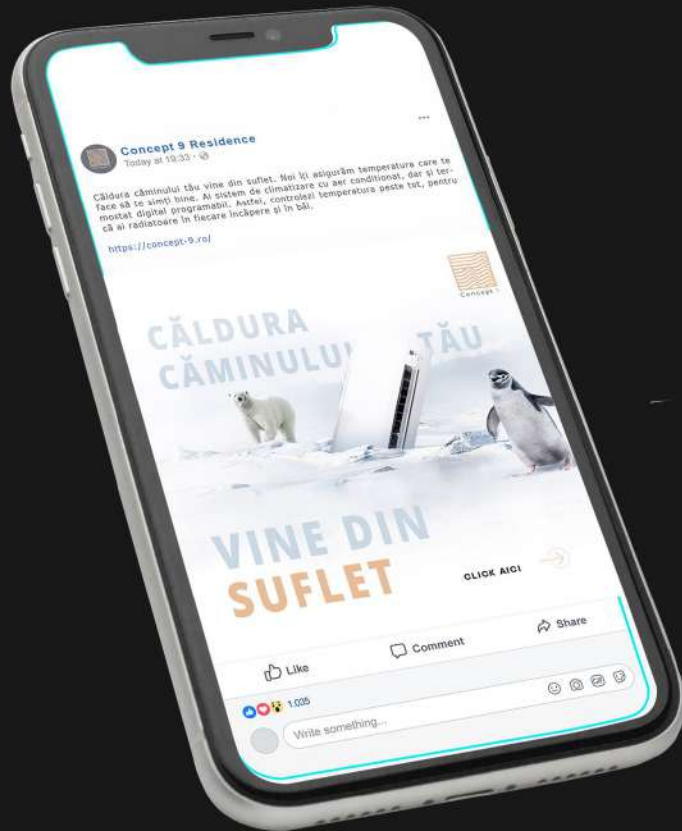 Concept 9 Residence
Today at 19:33 ·
Căldura căminului tău vine din suflet. Noi îți asigurăm temperatura care te
face să te simți bine. Ai sistem de climatizare cu aer conditionat, dar și ter-
mostat digital programabil. Astfel, controlezi temperatura peste tot, pentru
că ai radiatoare în fiecare încăpere și în băi.
https://concept-9.ro/
Concept
CĂLDURA
CĂMINULUI TĂU
VINE DIN
SUFLET
CLICK AICI
Like
Comment
Share
1.035
Write something...